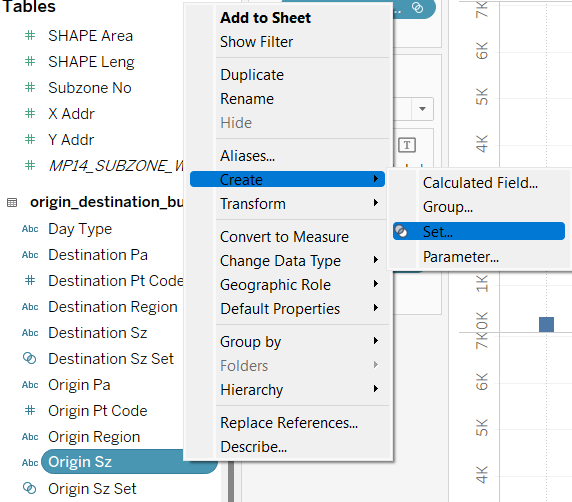 Tables
SHAPE Area
SHAPE Leng
Subzone No
X Addr
Y Addr
MP14_SUBZONE_W
origin_destination_bu
Abc Day Type
Abc Destination Pa
Destination Pt Code
Abc Destination Region
Abc Destination Sz
Destination Sz Set
Abc Origin Pa
Origin Pt Code
Abc Origin Region
Abc Origin Sz
Origin Sz Set
Add to Sheet
Show Filter
Duplicate
Rename
Hide
Aliases...
Create
Transform
Convert to Measure
Change Data Type
Geographic Role
Default Properties
Group by
Folders
Hierarchy
Replace References...
Describe...
Calculated Field...
Group...
Set...
Parameter...
T
7K
6K
5K
4K
1K
0K
7K
6K
5K
4K